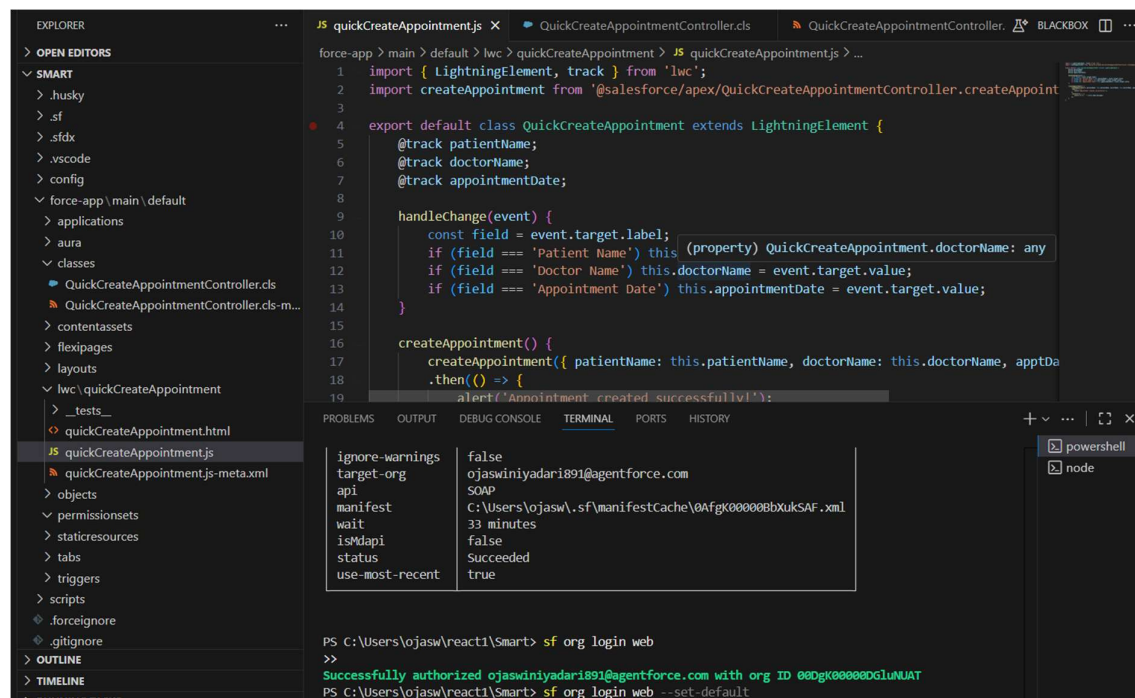 EXPLORER
OPEN EDITORS
SMART
.husky
.sf
.sfdx
.vscode
config
force-app\main\default
applications
aura
classes
QuickCreateAppointmentController.cls
QuickCreateAppointmentController.cls-m...
contentassets
flexipages
layouts
lwc\quickCreateAppointment
__tests__
quickCreateAppointment.html
JS quickCreateAppointment.js
quickCreateAppointment.js-meta.xml
objects
permissionsets
staticresources
tabs
triggers
scripts
.forceignore
.gitignore
OUTLINE
TIMELINE
JS quickCreateAppointment.js QuickCreateAppointmentController.cls QuickCreateAppointmentController. BLACKBOX
force-app > main > default > lwc > quickCreateAppointment > JS quickCreateAppointment.js > ...
1 import { LightningElement, track } from 'lwc';
2 import createAppointment from '@salesforce/apex/QuickCreateAppointmentController.createAppoint
3
4 export default class QuickCreateAppointment extends LightningElement {
5 @track patientName;
6 @track doctorName;
7 @track appointmentDate;
8
9 handleChange(event) {
10 const field = event.target.label;
11 if (field === 'Patient Name') this
(property) QuickCreateAppointment.doctorName: any
12 if (field === 'Doctor Name') this.doctorName = event.target.value;
13 if (field === 'Appointment Date') this.appointmentDate = event.target.value;
14 }
15
16 createAppointment() {
17 createAppointment({ patientName: this.patientName, doctorName: this.doctorName, apptDa
18 .then(() => {
19 alert('Appointment created successfully!');
PROBLEMS OUTPUT DEBUG CONSOLE TERMINAL PORTS HISTORY
ignore-warnings false
target-org ojaswiniyadari891@agentforce.com
api SOAP
manifest C:\Users\ojasw\.sf\manifestCache\0AfgK00000BbXukSAF.xml
wait 33 minutes
isMdapi false
status Succeeded
use-most-recent true
PS C:\Users\ojasw\react1\Smart> sf org login web
>>
Successfully authorized ojaswiniyadari891@agentforce.com with org ID 00DgK00000DGluNUAT
PS C:\Users\ojasw\react1\Smart> sf org login web --set-default
powershell
node